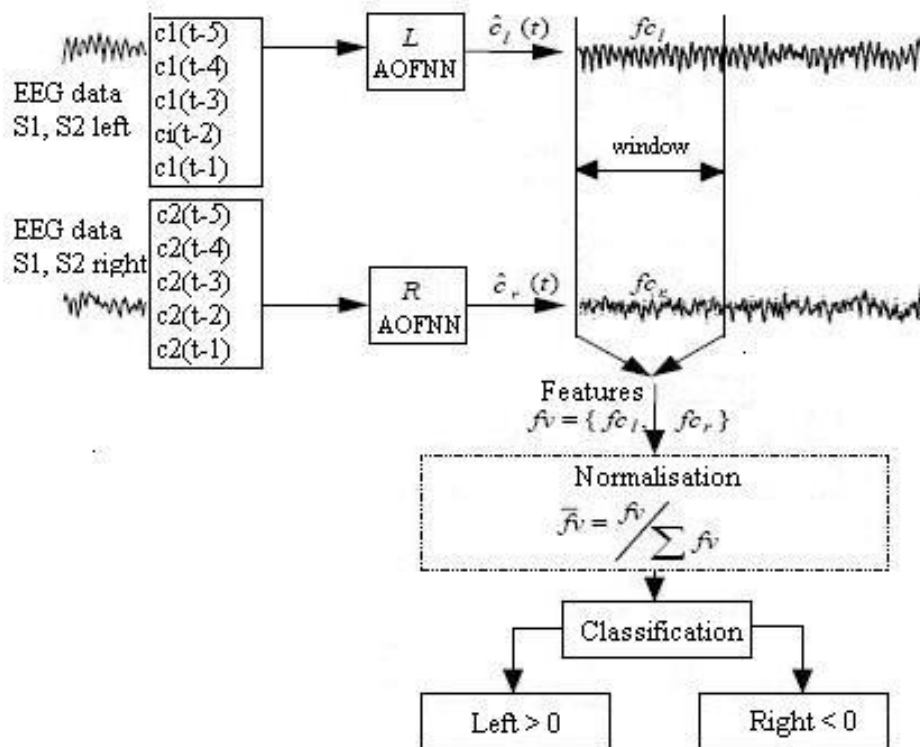 c1(t-5)
c1(t-4)
c1(t-3)
ci(t-2)
c1(t-1)
EEG data
S1, S2 left
L
AOFNN
ĉ_l (t)
fc_l
window
EEG data
S1, S2 right
c2(t-5)
c2(t-4)
c2(t-3)
c2(t-2)
c2(t-1)
R
AOFNN
ĉ_r (t)
fc_r
Features
fv = { fc_l, fc_r }
Normalisation
f̅v̅ = fv / ∑ fv
Classification
Left > 0
Right < 0